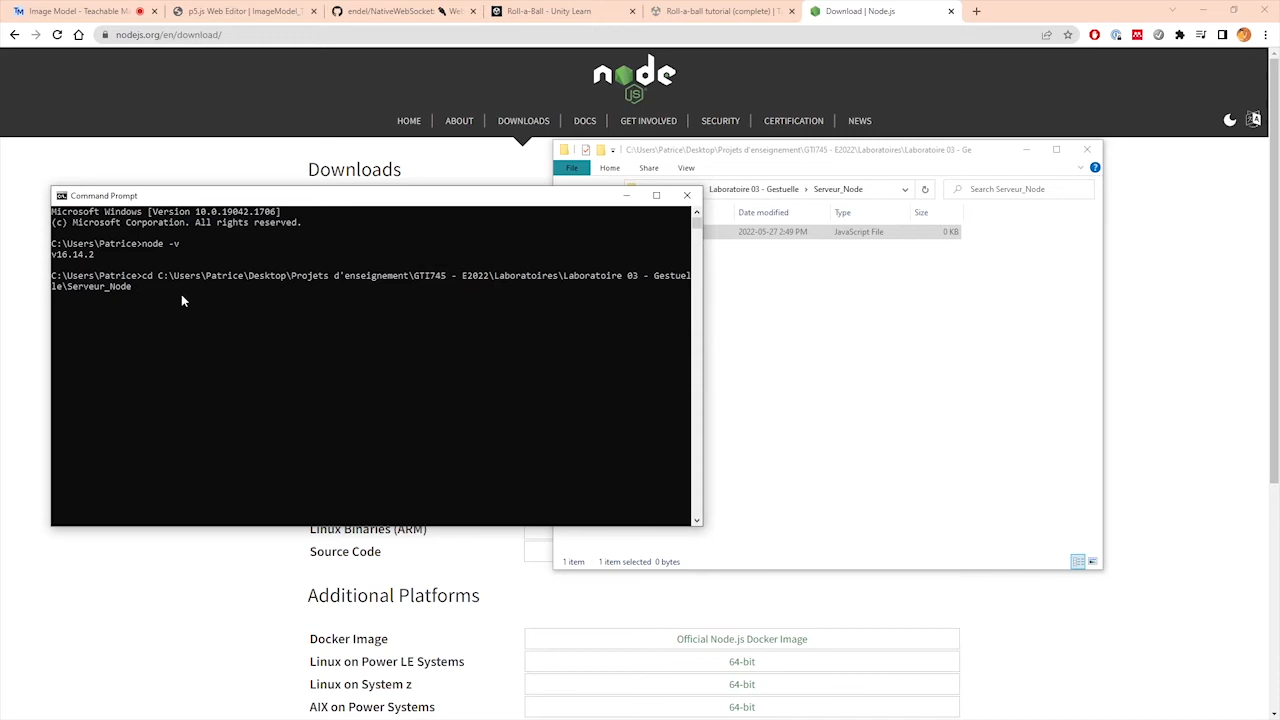 Image Model - Teachable Ma
p5.js Web Editor | ImageModel_T
endel/NativeWebSocket:
Wel
Roll-a-Ball - Unity Learn
Roll-a-ball tutorial (complete) | T
Download | Node.js
nodejs.org/en/download/
node
JS
HOME
ABOUT
DOWNLOADS
DOCS
GET INVOLVED
SECURITY
CERTIFICATION
NEWS
Downloads
C:\Users\Patrice\Desktop\Projets d'enseignement\GTI745 - E2022\Laboratoires\Laboratoire 03 - Ge
File
Home
Share
View
Laboratoire 03 - Gestuelle > Serveur_Node
Search Serveur_Node
Date modified
Type
Size
2022-05-27 2:49 PM
JavaScript File
0 KB
Command Prompt
Microsoft Windows [Version 10.0.19042.1706]
(c) Microsoft Corporation. All rights reserved.
C:\Users\Patrice>node -v
v16.14.2
C:\Users\Patrice>cd C:\Users\Patrice\Desktop\Projets d'enseignement\GTI745 - E2022\Laboratoires\Laboratoire 03 - Gestuel
le\Serveur_Node
Linux Binaries (ARM)
Source Code
1 item
1 item selected 0 bytes
Additional Platforms
Docker Image
Official Node.js Docker Image
Linux on Power LE Systems
64-bit
Linux on System z
64-bit
AIX on Power Systems
64-bit